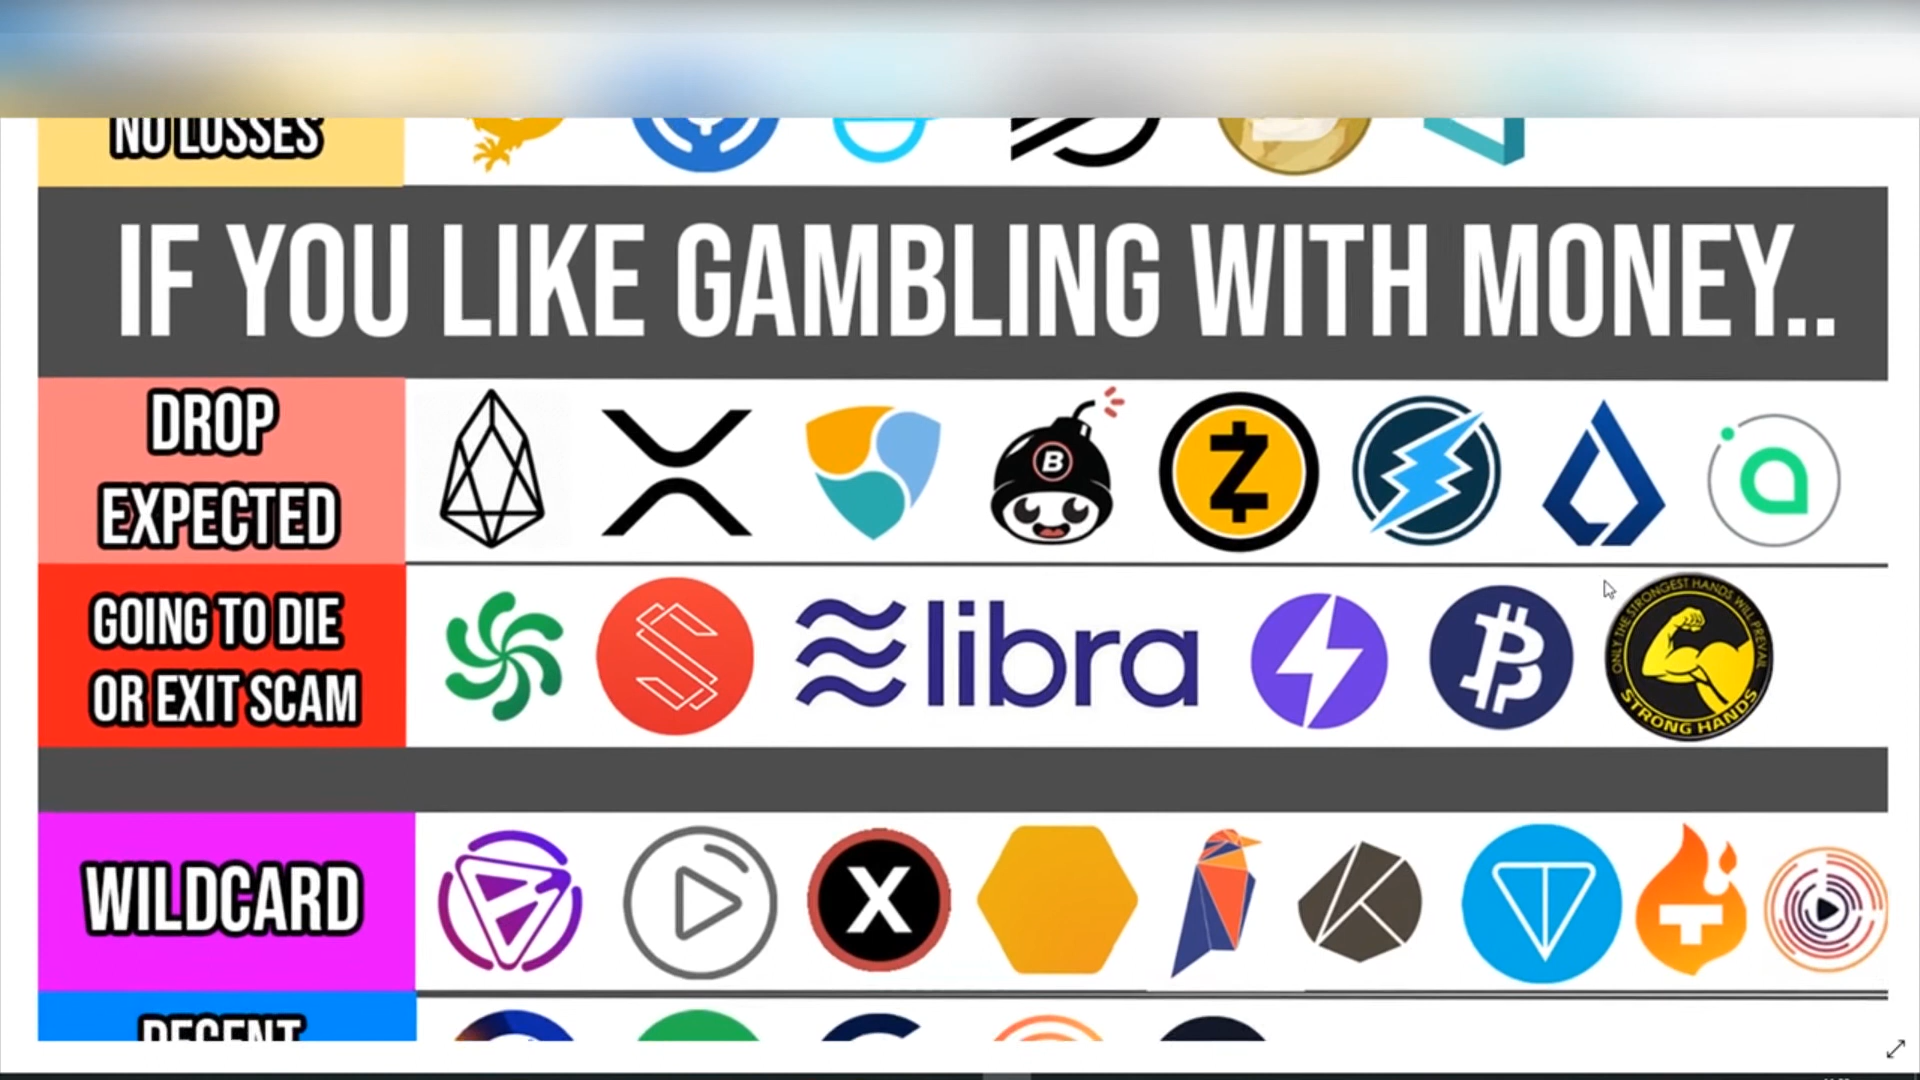 NO LOSSES
IF YOU LIKE GAMBLING WITH MONEY..
DROP
EXPECTED
B
GOING TO DIE
OR EXIT SCAM
libra
ONLY THE STRONGEST HANDS WILL PREVAIL
STRONG HANDS
WILDCARD
X
DECENT